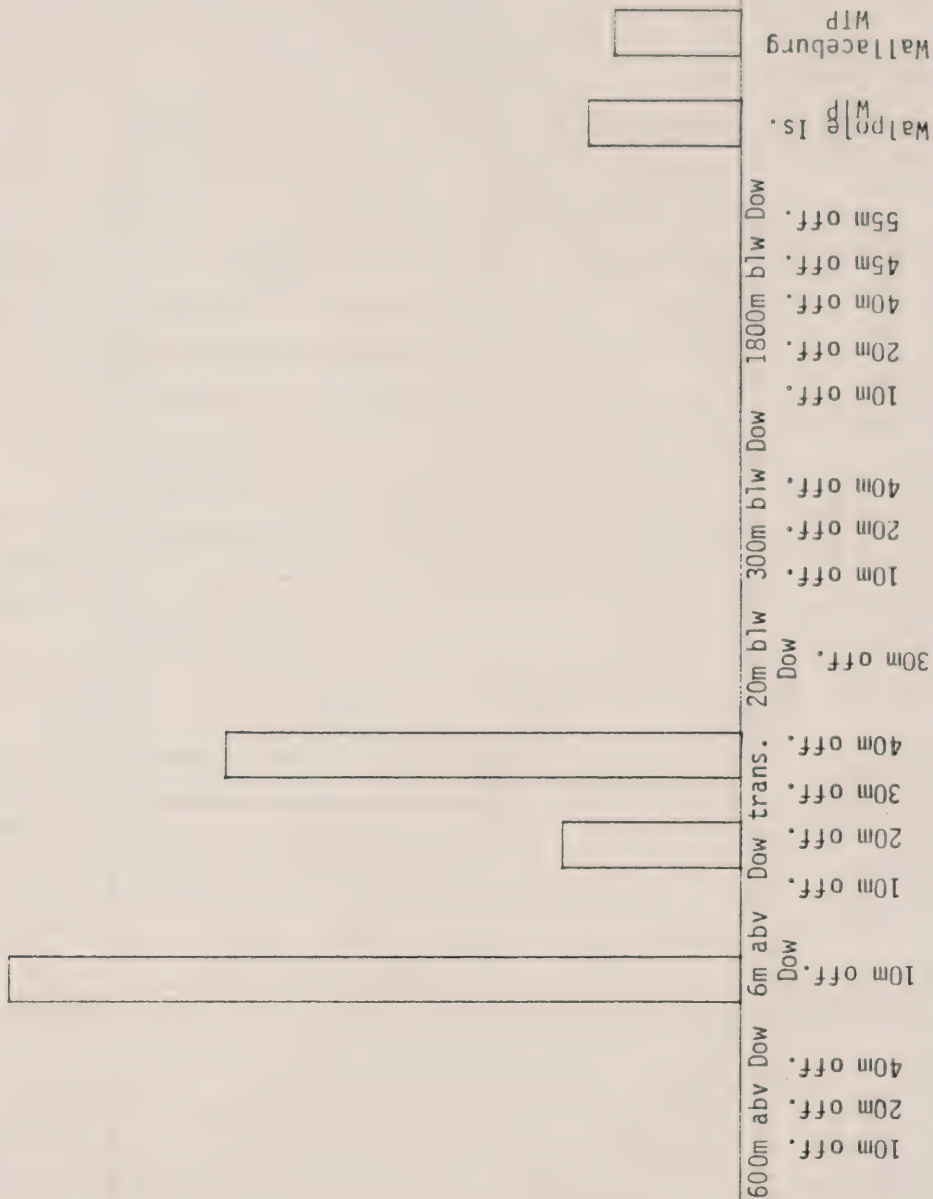 Wallaceburg
WTP
Walpole Is.
WTP
1800m blw Dow
55m off.
45m off.
40m off.
20m off.
10m off.
300m blw Dow
40m off.
20m off.
10m off.
20m blw
Dow
30m off.
Dow trans.
40m off.
30m off.
20m off.
10m off.
6m abv
Dow
10m off.
600m abv Dow
40m off.
20m off.
10m off.